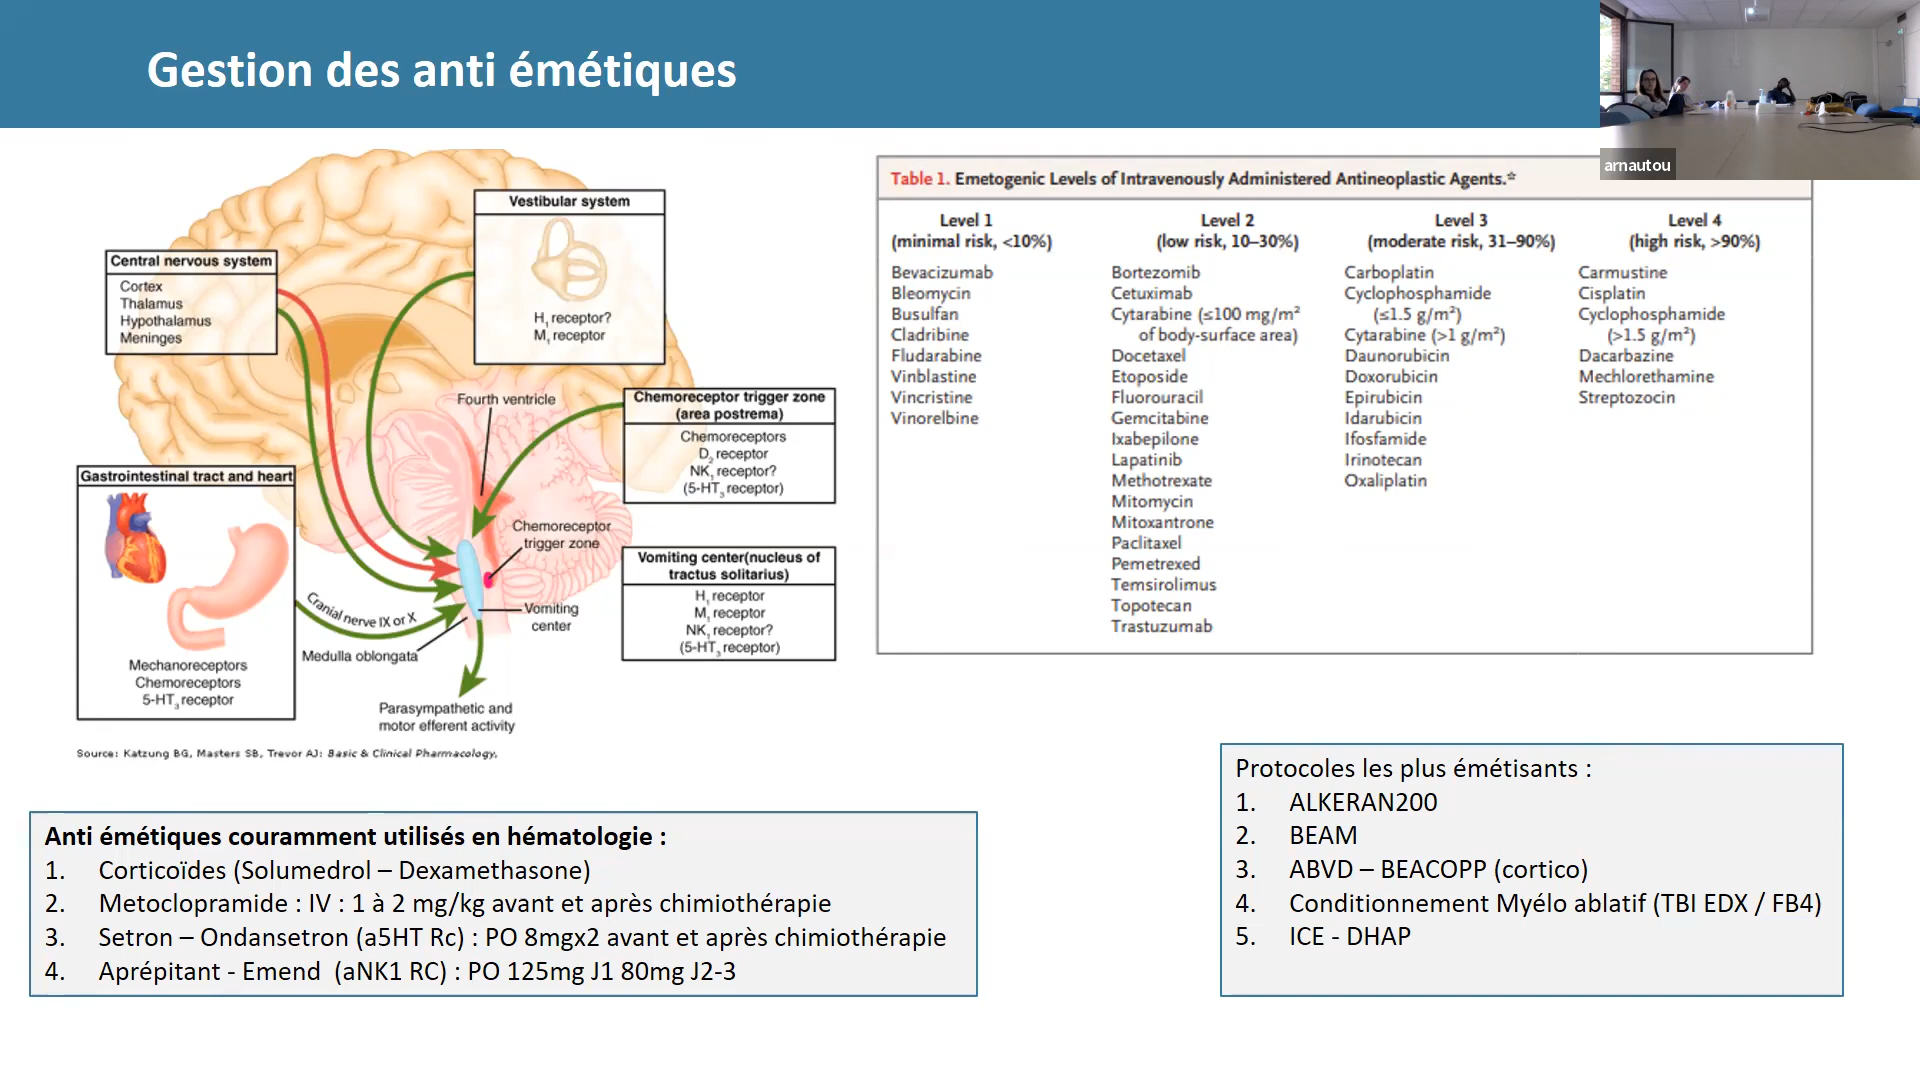 Gestion des anti émétiques
arnautou
Central nervous system
Cortex
Thalamus
Hypothalamus
Meninges
Vestibular system
H₁ receptor?
M₁ receptor
Fourth ventricle
Chemoreceptor trigger zone
(area postrema)
Chemoreceptors
D₂ receptor
NK₁ receptor?
(5-HT₃ receptor)
Gastrointestinal tract and heart
Mechanoreceptors
Chemoreceptors
5-HT₃ receptor
Chemoreceptor
trigger zone
Vomiting center(nucleus of
tractus solitarius)
H₁ receptor
M₁ receptor
NK₁ receptor?
(5-HT₃ receptor)
Cranial nerve IX or X
Vomiting
center
Medulla oblongata
Parasympathetic and
motor efferent activity
Source: Katzung BG, Masters SB, Trevor AJ: Basic & Clinical Pharmacology,
Table 1. Emetogenic Levels of Intravenously Administered Antineoplastic Agents.*
Level 1
(minimal risk, <10%)
Bevacizumab
Bleomycin
Busulfan
Cladribine
Fludarabine
Vinblastine
Vincristine
Vinorelbine
Level 2
(low risk, 10–30%)
Bortezomib
Cetuximab
Cytarabine (≤100 mg/m²
of body-surface area)
Docetaxel
Etoposide
Fluorouracil
Gemcitabine
Ixabepilone
Lapatinib
Methotrexate
Mitomycin
Mitoxantrone
Paclitaxel
Pemetrexed
Temsirolimus
Topotecan
Trastuzumab
Level 3
(moderate risk, 31–90%)
Carboplatin
Cyclophosphamide
(≤1.5 g/m²)
Cytarabine (>1 g/m²)
Daunorubicin
Doxorubicin
Epirubicin
Idarubicin
Ifosfamide
Irinotecan
Oxaliplatin
Level 4
(high risk, >90%)
Carmustine
Cisplatin
Cyclophosphamide
(>1.5 g/m²)
Dacarbazine
Mechlorethamine
Streptozocin
Anti émétiques couramment utilisés en hématologie :
1. Corticoïdes (Solumedrol – Dexamethasone)
2. Metoclopramide : IV : 1 à 2 mg/kg avant et après chimiothérapie
3. Setron – Ondansetron (a5HT Rc) : PO 8mgx2 avant et après chimiothérapie
4. Aprépitant - Emend (aNK1 RC) : PO 125mg J1 80mg J2-3
Protocoles les plus émétisants :
1. ALKERAN200
2. BEAM
3. ABVD – BEACOPP (cortico)
4. Conditionnement Myélo ablatif (TBI EDX / FB4)
5. ICE - DHAP